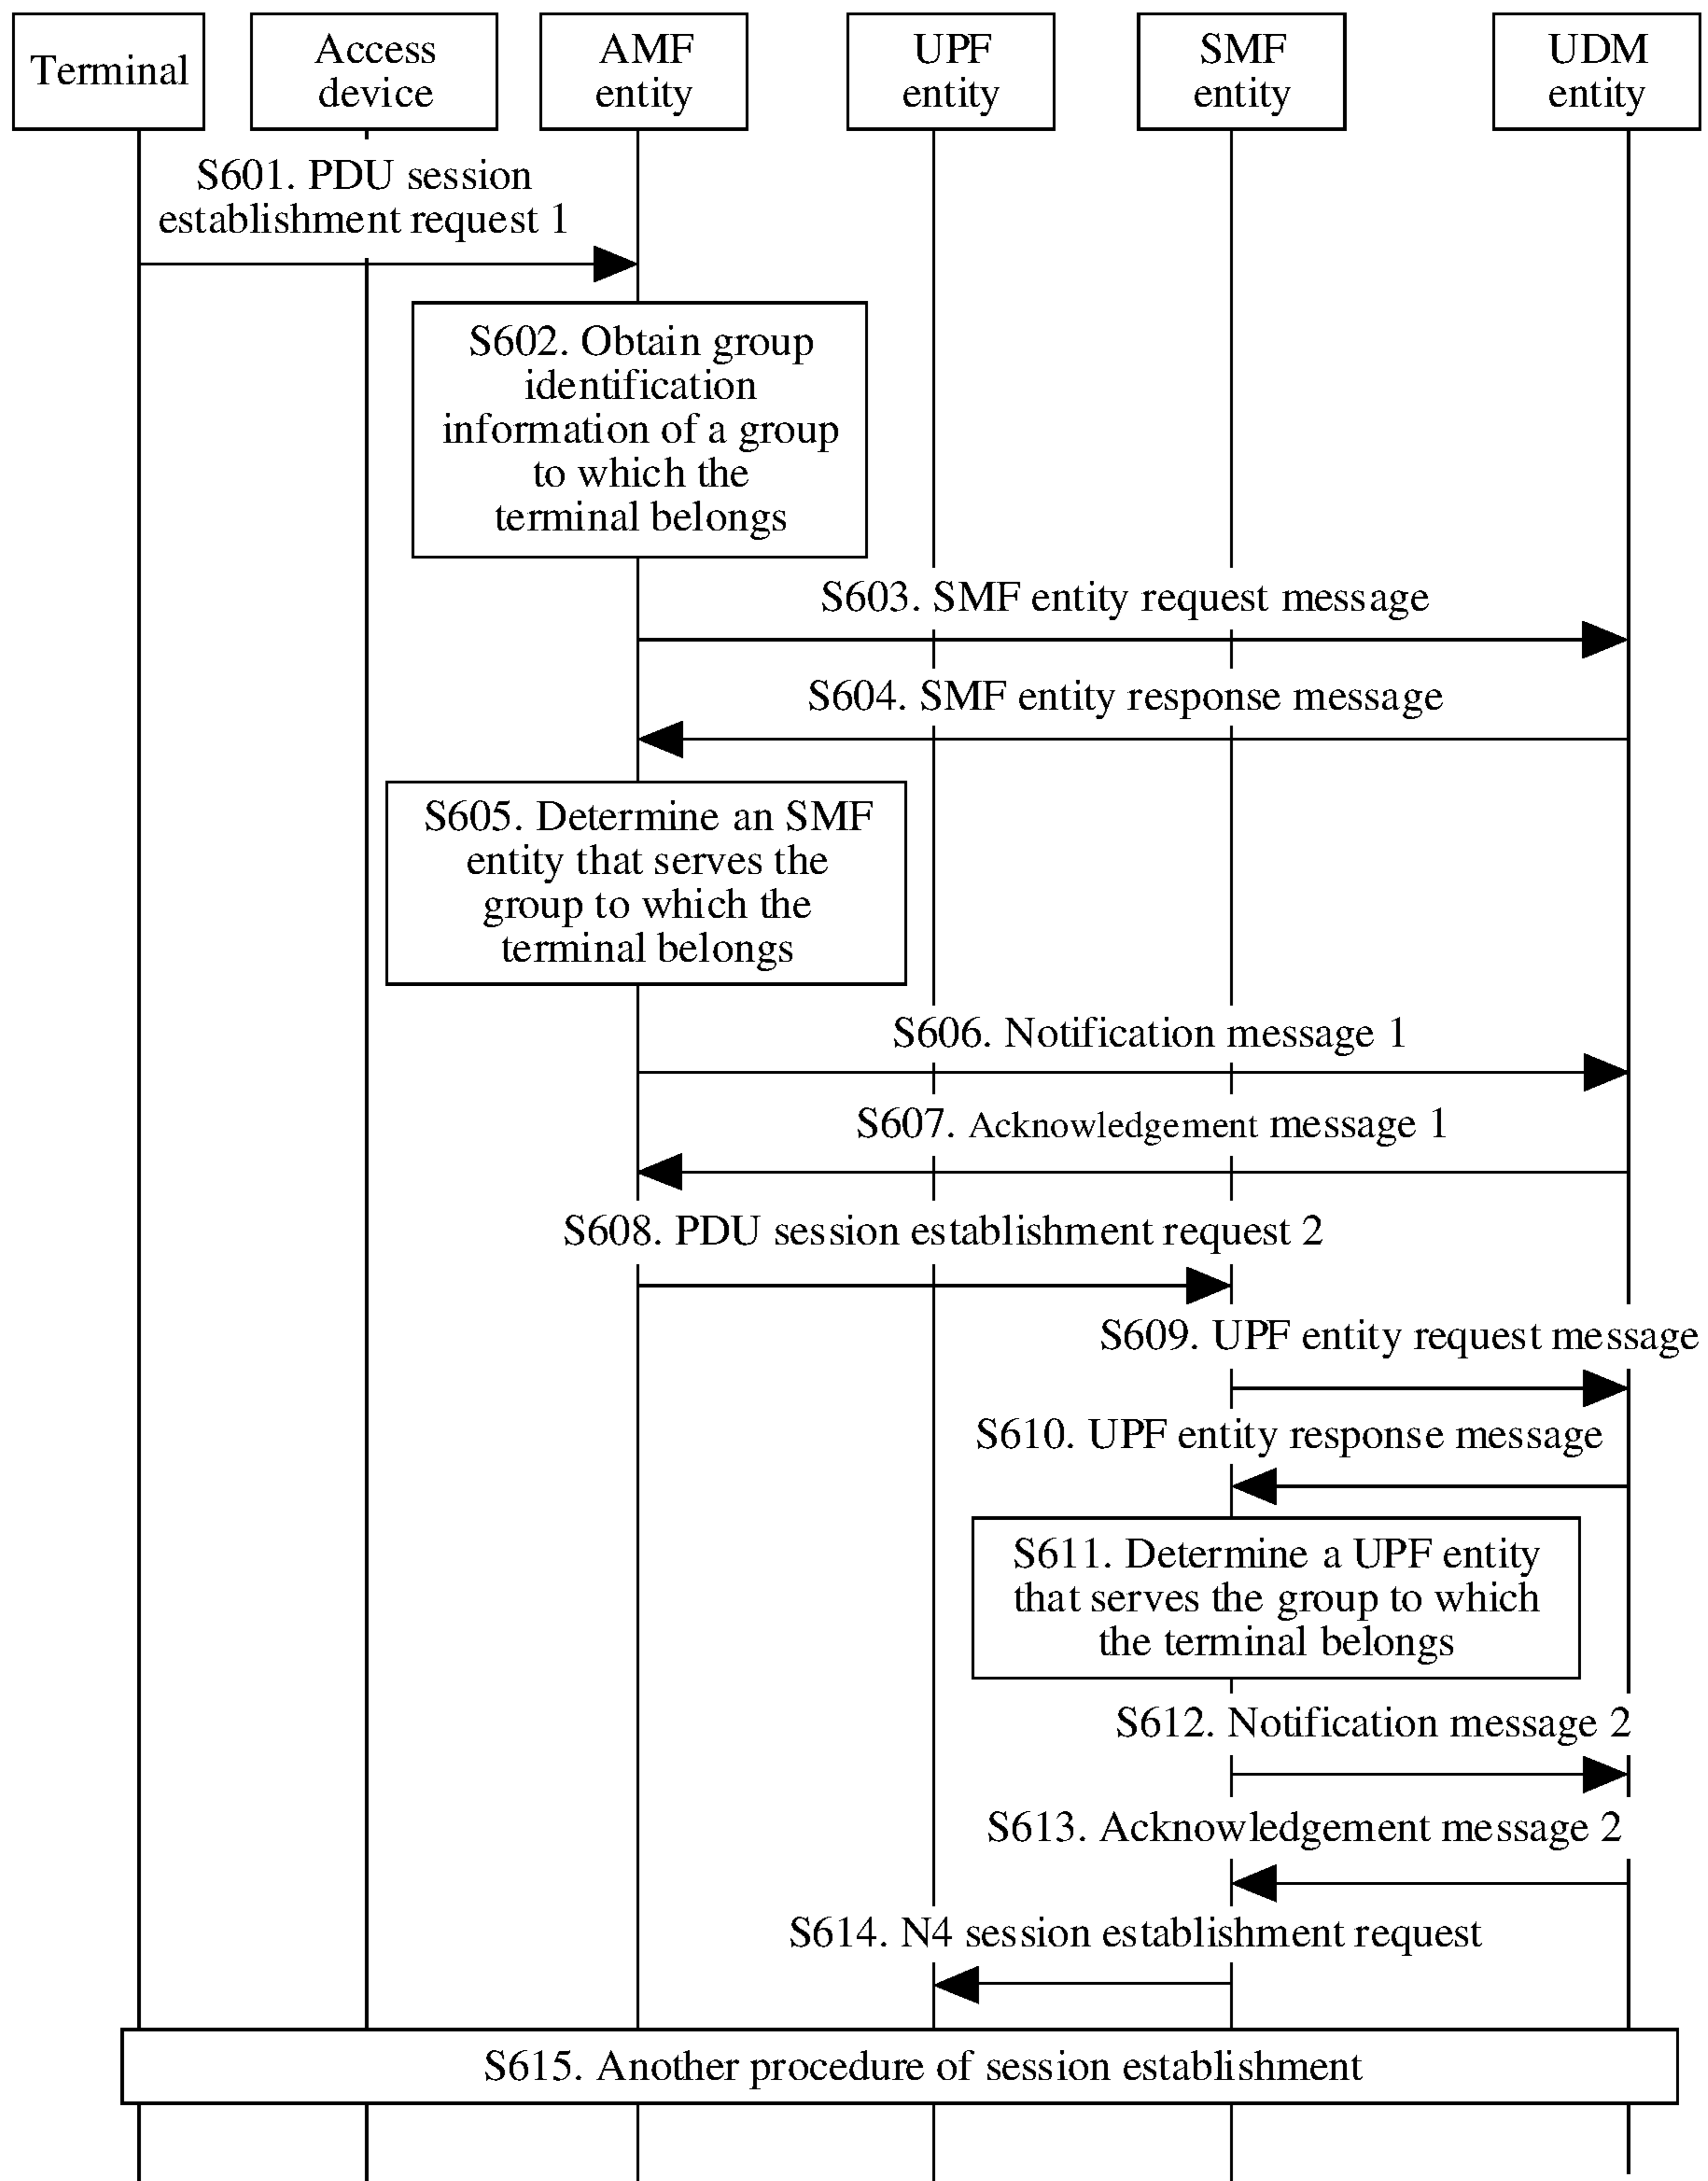 Terminal
Access
device
AMF
entity
UPF
entity
SMF
entity
UDM
entity
S601. PDU session
establishment request 1
S602. Obtain group
identification
information of a group
to which the
terminal belongs
S603. SMF entity request message
S604. SMF entity response message
S605. Determine an SMF
entity that serves the
group to which the
terminal belongs
S606. Notification message 1
S607. Acknowledgement message 1
S608. PDU session establishment request 2
S609. UPF entity request message
S610. UPF entity response message
S611. Determine a UPF entity
that serves the group to which
the terminal belongs
S612. Notification message 2
S613. Acknowledgement message 2
S614. N4 session establishment request
S615. Another procedure of session establishment